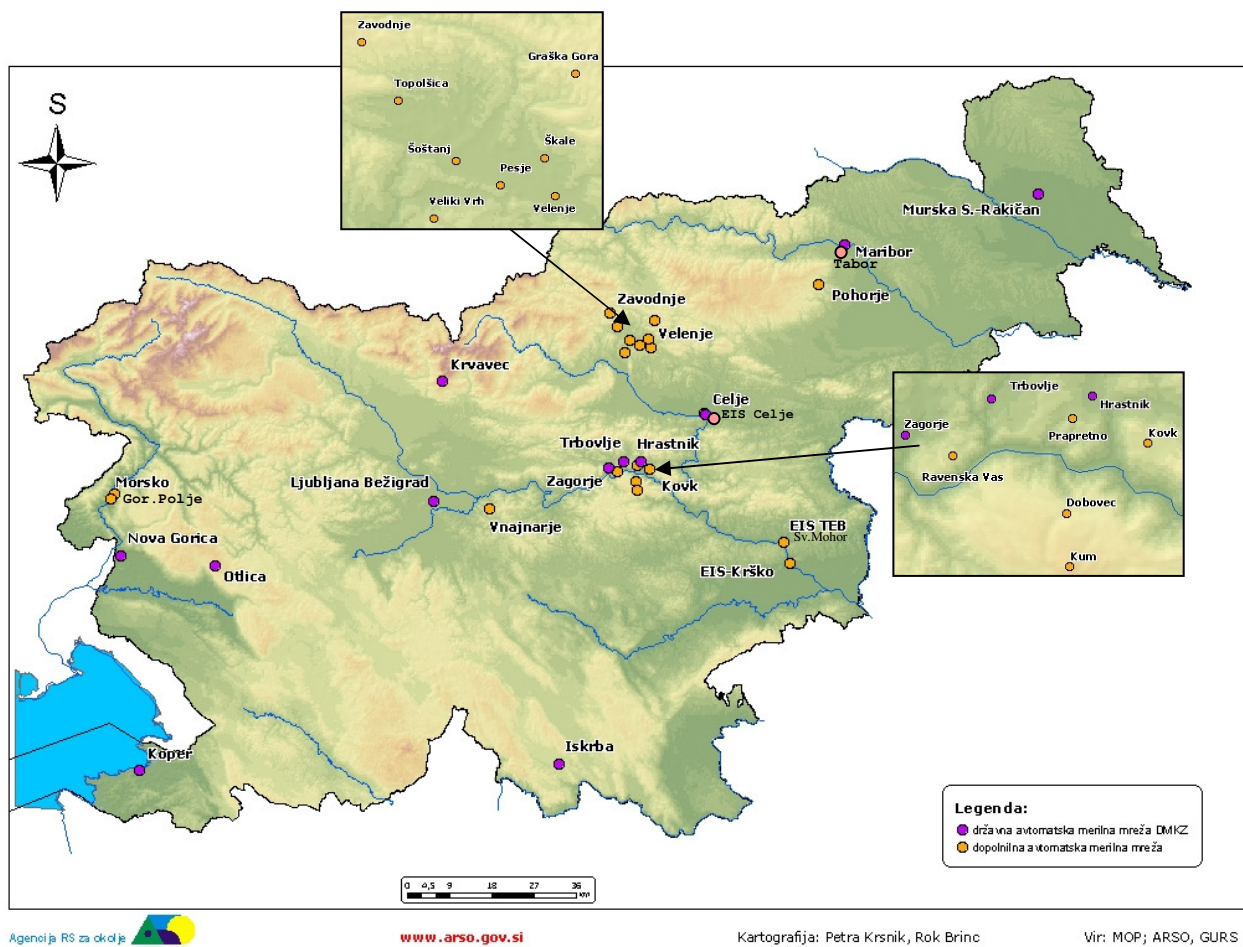 Zavodnje
Graška Gora
Topolšica
Šoštanj
Škale
Pesje
Veliki Vrh
Velenje
S
Murska S.-Rakičan
Maribor
Tabor
Pohorje
Zavodnje
Velenje
Krvavec
Celje
EIS Celje
Trbovlje
Hrastnik
Zagorje
Prapretno
Kovk
Ravenska Vas
Dobovec
Kum
Trbovlje
Hrastnik
Zagorje
Kovk
Morsko
Gor.Polje
Ljubljana Bežigrad
Vnajnarje
EIS TEB
Sv.Mohor
Nova Gorica
Otlica
EIS-Krško
Iskrba
Koper
Legenda:
državna avtomatska merilna mreža DMKZ
dopolnilna avtomatska merilna mreža
0 4,5 9 18 27 36
km
Agencija RS za okolje
www.arso.gov.si
Kartografija: Petra Krsnik, Rok Brinc
Vir: MOP; ARSO, GURS